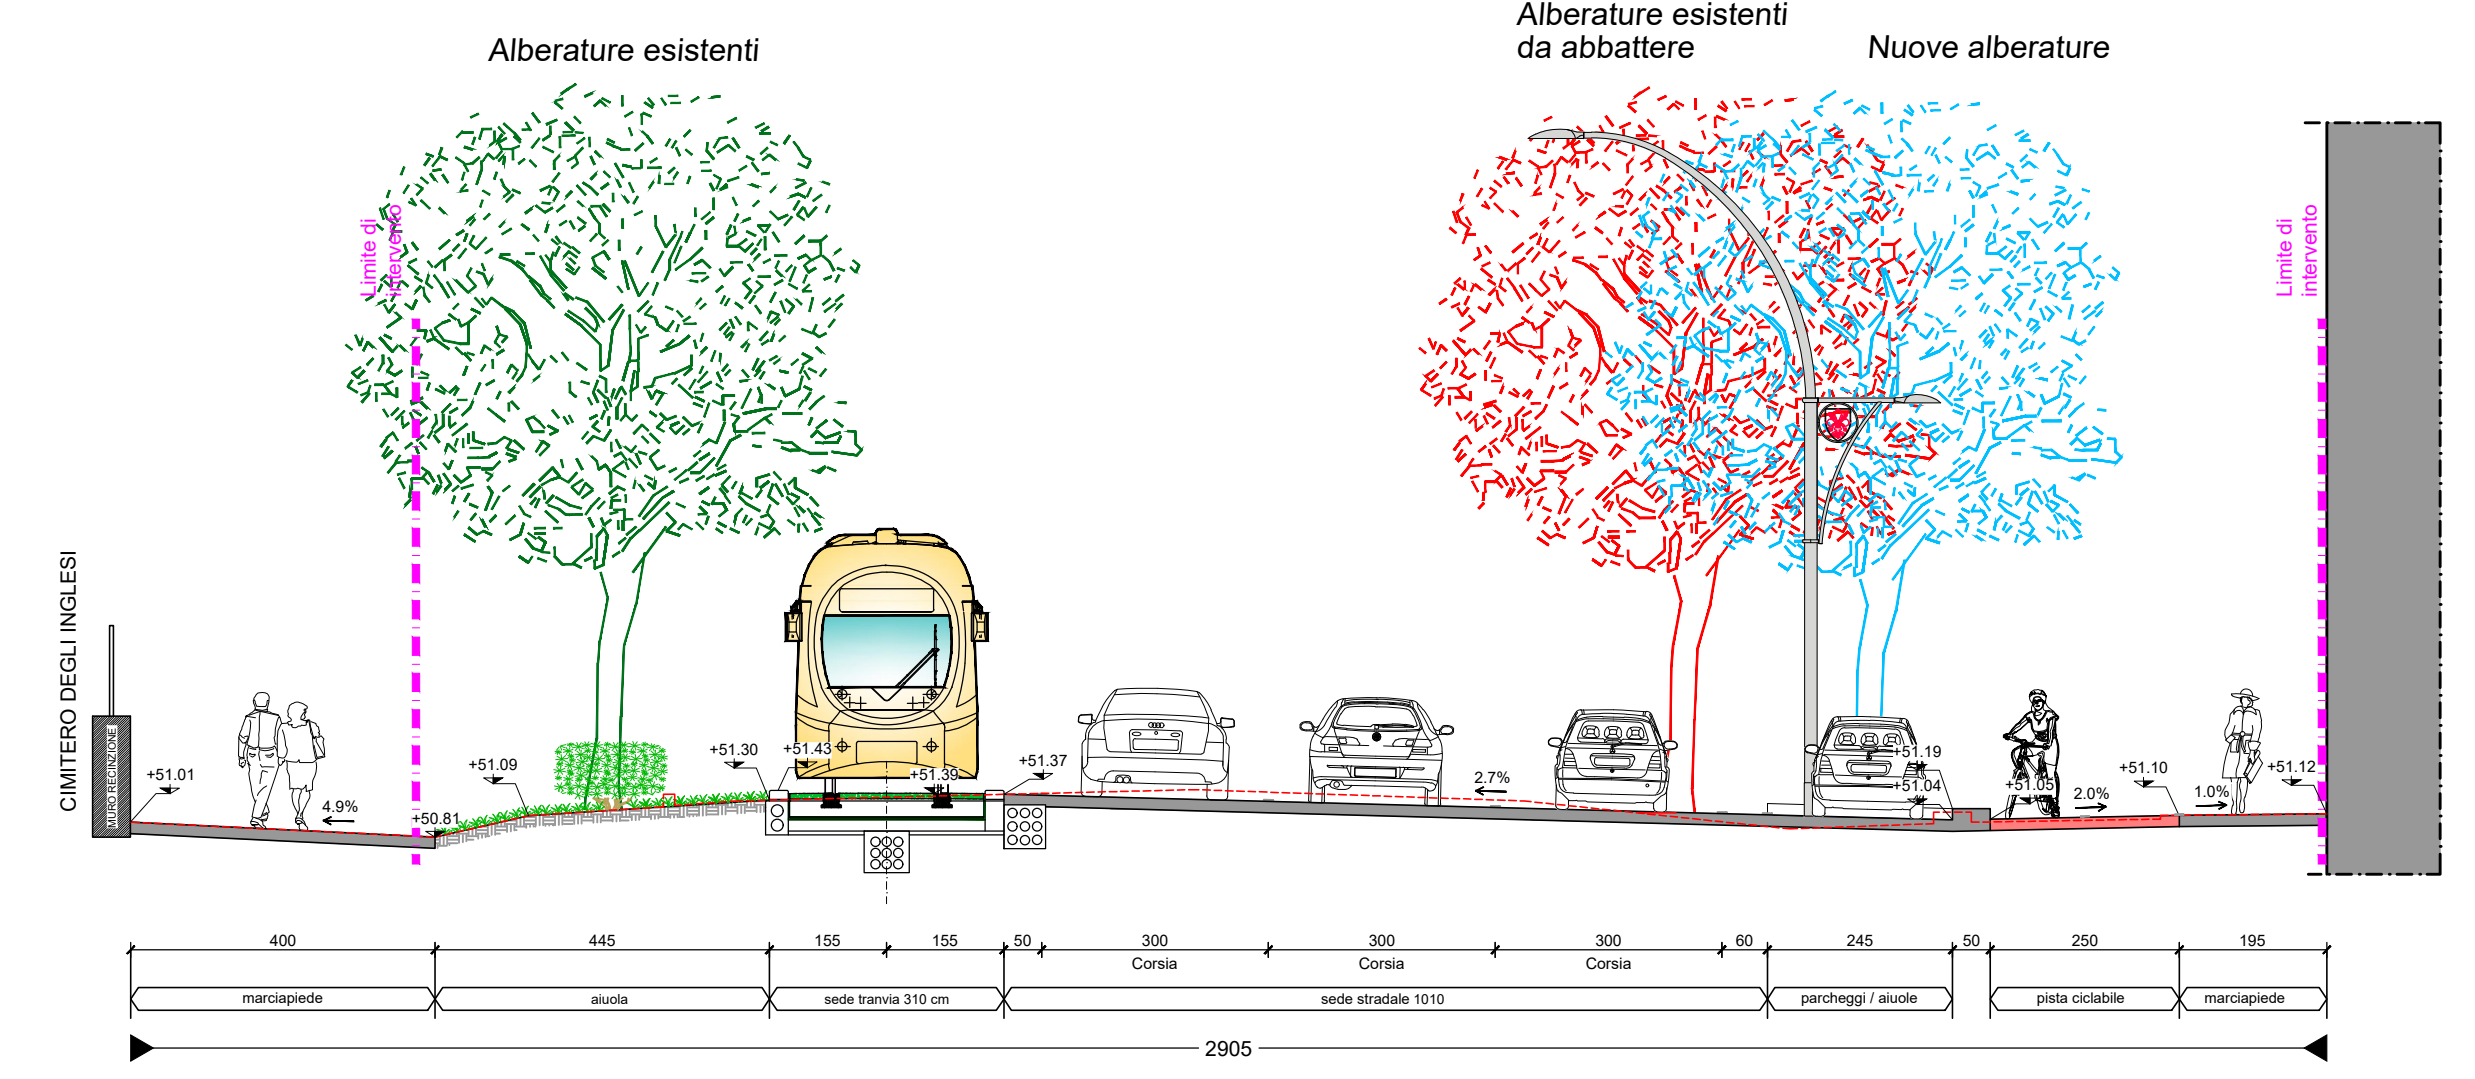 Alberature esistenti
Alberature esistenti
da abbattere
Nuove alberature
Limite di
intervento
Limite di
intervento
CIMITERO DEGLI INGLESI
MURO RECINZIONE
+51.01
4.9%
+50.81
+51.09
+51.30
+51.43
+51.39
+51.37
2.7%
+51.19
+51.04
+51.05
2.0%
+51.10
1.0%
+51.12
400
445
155
155
50
300
300
300
60
245
50
250
195
Corsia
Corsia
Corsia
marciapiede
aiuola
sede tranvia 310 cm
sede stradale 1010
parcheggi / aiuole
pista ciclabile
marciapiede
2905